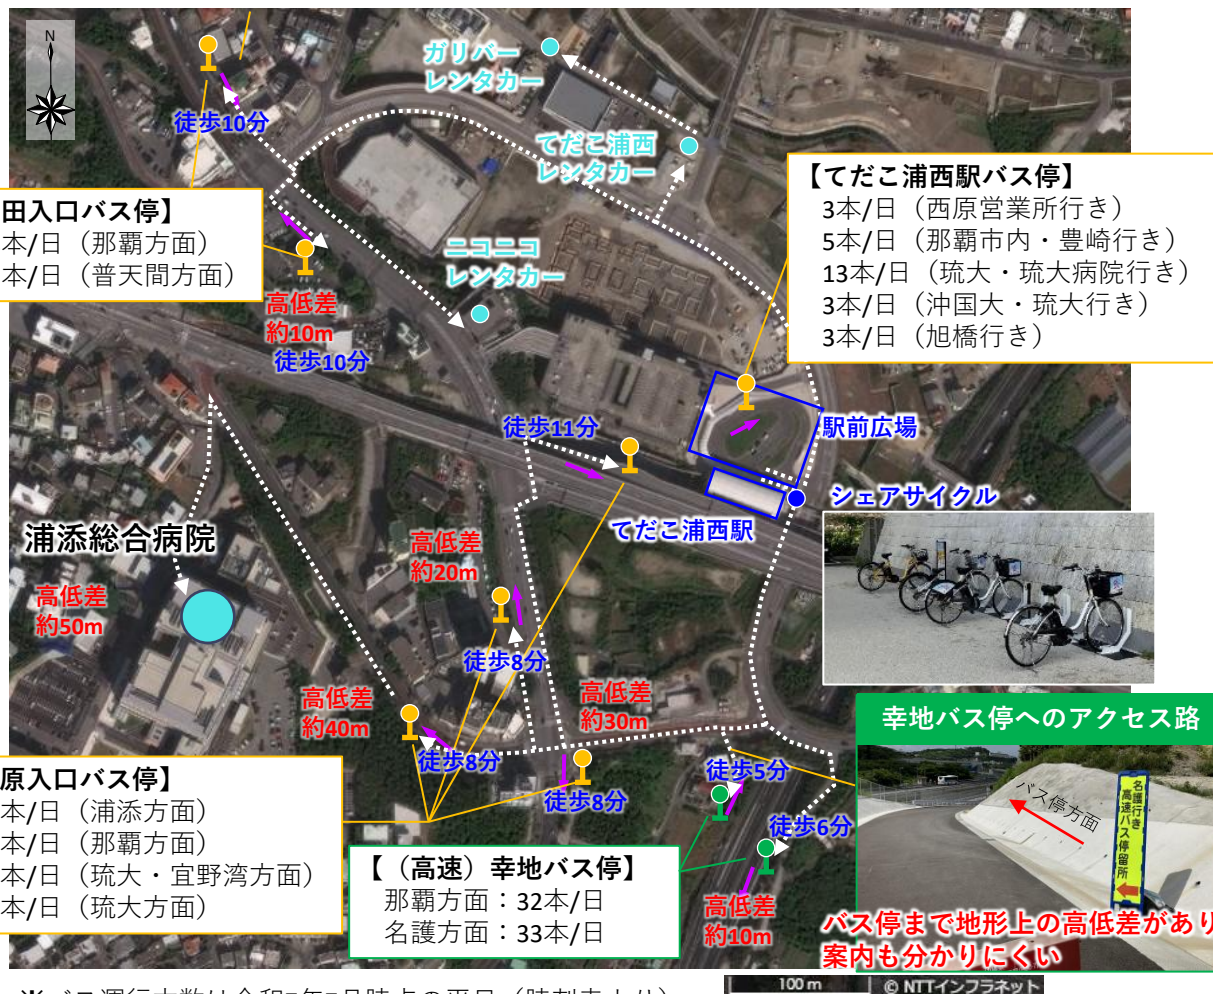 N
ガリバー
レンタカー
徒歩10分
てだこ浦西
レンタカー
【てだこ浦西駅バス停】
3本/日（西原営業所行き）
5本/日（那覇市内・豊崎行き）
13本/日（琉大・琉大病院行き）
3本/日（沖国大・琉大行き）
3本/日（旭橋行き）
田入口バス停】
本/日（那覇方面）
本/日（普天間方面）
ニコニコ
レンタカー
高低差
約10m
徒歩10分
徒歩11分
駅前広場
シェアサイクル
てだこ浦西駅
浦添総合病院
高低差
約50m
高低差
約20m
徒歩8分
高低差
約40m
高低差
約30m
徒歩8分
徒歩8分
徒歩5分
徒歩6分
原入口バス停】
本/日（浦添方面）
本/日（那覇方面）
本/日（琉大・宜野湾方面）
本/日（琉大方面）
【（高速）幸地バス停】
那覇方面：32本/日
名護方面：33本/日
高低差
約10m
幸地バス停へのアクセス路
バス停方面
名護行き
高速バス停留所
バス停まで地形上の高低差があり
案内も分かりにくい
100 m
© NTTインフラネット